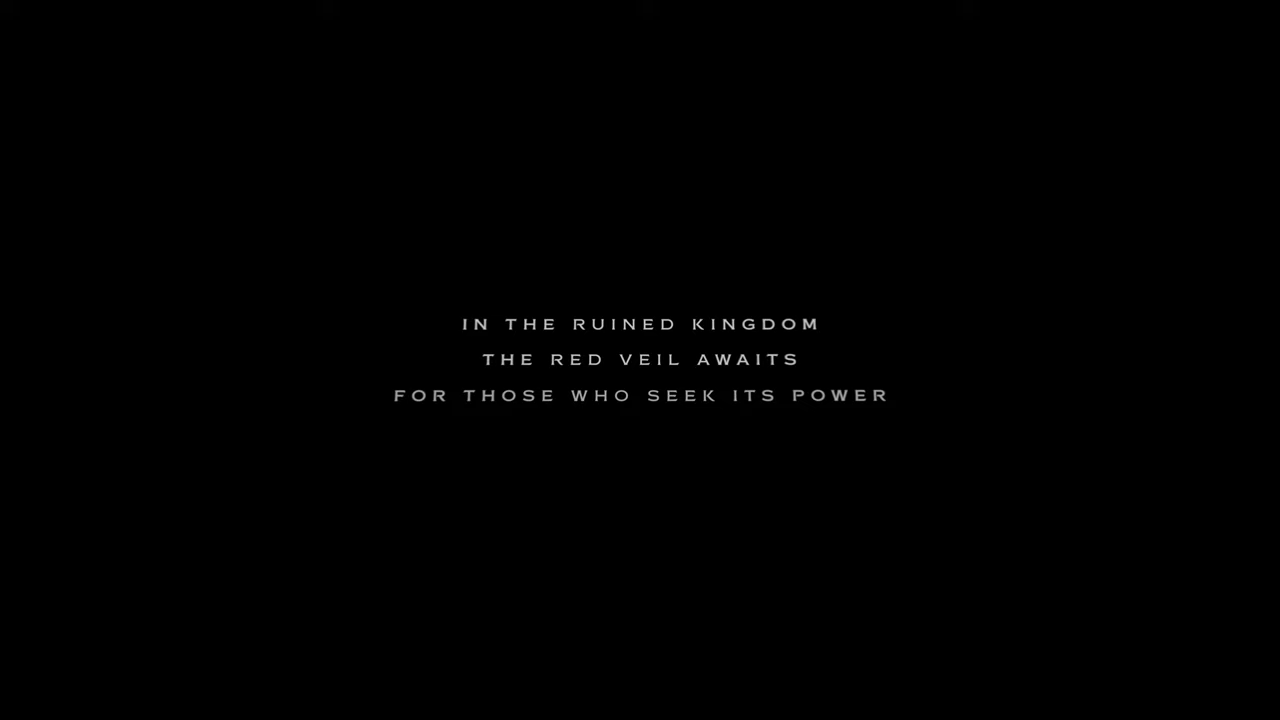 IN THE RUINED KINGDOM
THE RED VEIL AWAITS
FOR THOSE WHO SEEK ITS POWER